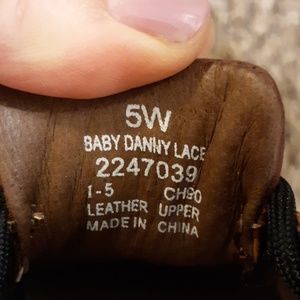 5W
BABY DANNY LACE
2247039
1-5 CH90
LEATHER UPPER
MADE IN CHINA